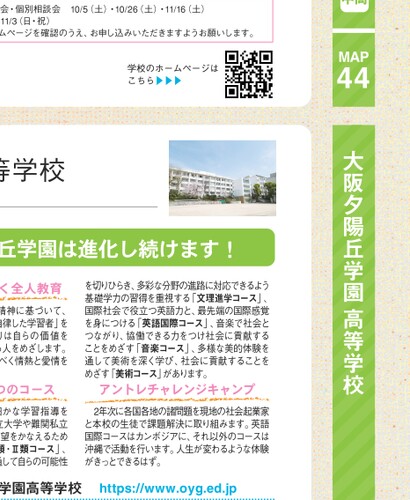 会・個別相談会 10/5(土)・10/26(土)・11/16(土)
11/3(日・祝)
ムページを確認のうえ、お申し込みいただきますようお願いします。
学校のホームページは
こちら▶▶▶
MAP
44
等学校
大阪夕陽丘学園 高等学校
丘学園は進化し続けます！
く全人教育
精神に基づいて、
自律した学習者」を
りは自らの価値を
る人をめざします。
べく情熱と愛情を
つのコース
細かな学習指導を
立大学や難関私立
望をかなえるため
類・Ⅱ類コース」、
通して自らの可能性
を切りひらき、多彩な分野の進路に対応できるよう
基礎学力の習得を重視する「文理進学コース」、
国際社会で役立つ英語力と、最先端の国際感覚
を身につける「英語国際コース」、音楽で社会と
つながり、協働できる力をつけ社会に貢献する
ことをめざす「音楽コース」、多様な美的体験を
通して美術を深く学び、社会に貢献することを
めざす「美術コース」があります。
アントレチャレンジキャンプ
2年次に各国各地の諸問題を現地の社会起業家
と本校の生徒で課題解決に取り組みます。英語
国際コースはカンボジアに、それ以外のコースは
沖縄で活動を行います。人生が変わるような体験
がきっとできるはず。
学園高等学校 https://www.oyg.ed.jp